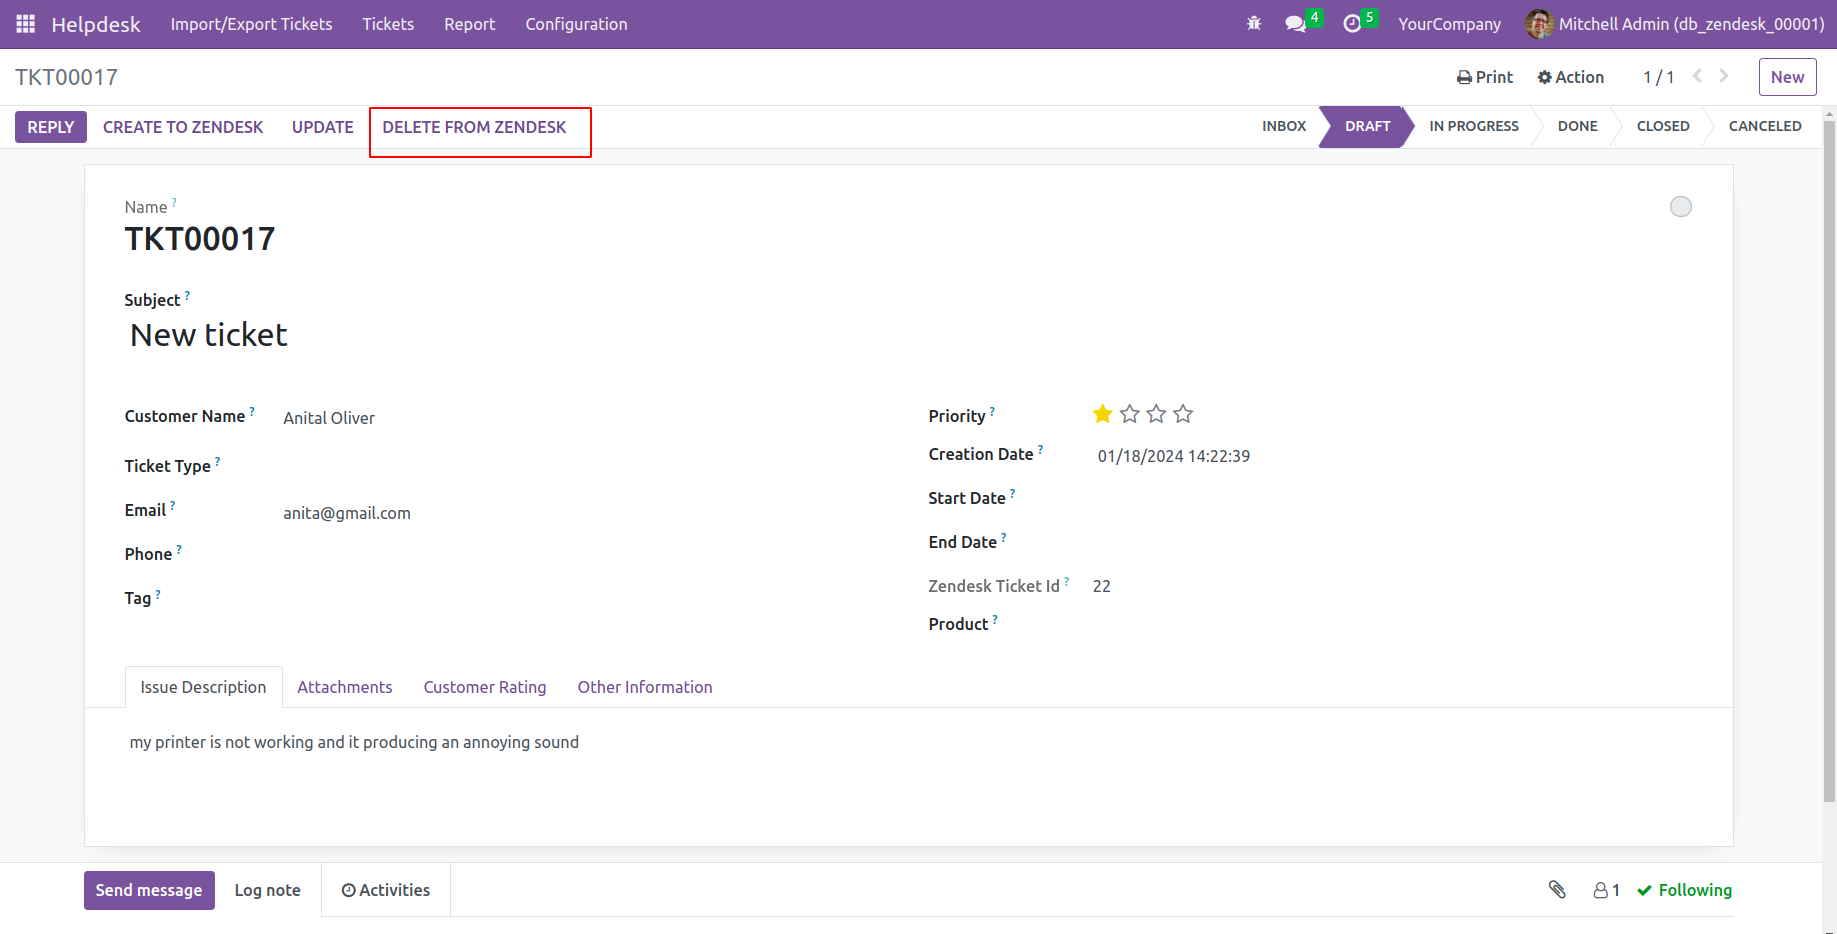 Helpdesk Import/Export Tickets Tickets Report Configuration 4 5 YourCompany Mitchell Admin (db_zendesk_00001)
TKT00017 Print Action 1 / 1 New
REPLY CREATE TO ZENDESK UPDATE DELETE FROM ZENDESK INBOX DRAFT IN PROGRESS DONE CLOSED CANCELED
Name ?
TKT00017
Subject ?
New ticket
Customer Name ? Anital Oliver Priority ?
Creation Date ? 01/18/2024 14:22:39
Ticket Type ?
Start Date ?
Email ? anita@gmail.com
End Date ?
Phone ?
Zendesk Ticket Id ? 22
Tag ?
Product ?
Issue Description Attachments Customer Rating Other Information
my printer is not working and it producing an annoying sound
Send message Log note Activities 1 Following